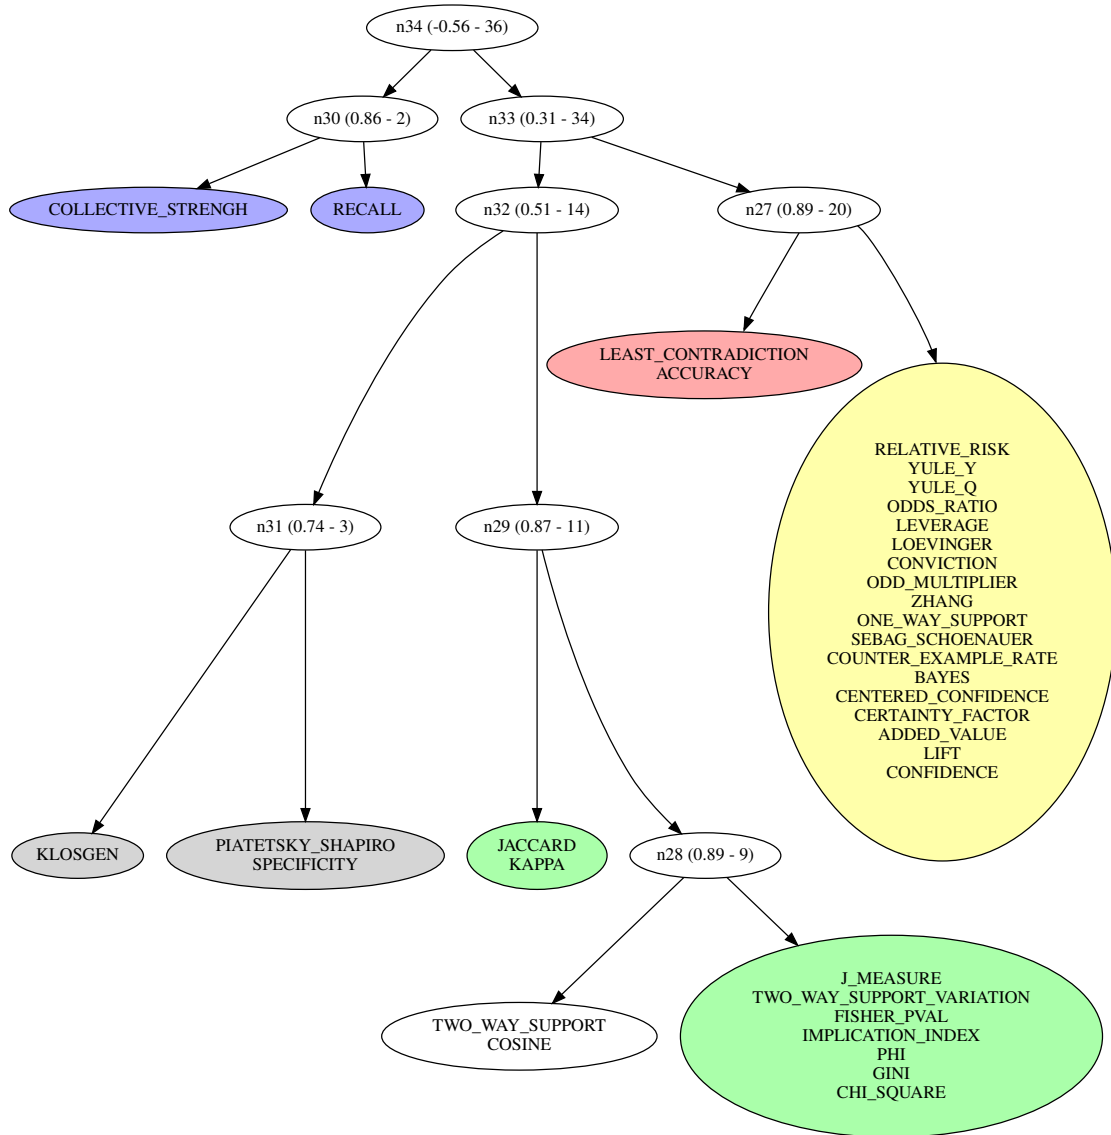 n34 (-0.56 - 36)
n30 (0.86 - 2)
n33 (0.31 - 34)
COLLECTIVE_STRENGH
RECALL
n32 (0.51 - 14)
n27 (0.89 - 20)
LEAST_CONTRADICTION
ACCURACY
RELATIVE_RISK
YULE_Y
YULE_Q
ODDS_RATIO
LEVERAGE
LOEVINGER
CONVICTION
ODD_MULTIPLIER
ZHANG
ONE_WAY_SUPPORT
SEBAG_SCHOENAUER
COUNTER_EXAMPLE_RATE
BAYES
CENTERED_CONFIDENCE
CERTAINTY_FACTOR
ADDED_VALUE
LIFT
CONFIDENCE
n31 (0.74 - 3)
n29 (0.87 - 11)
KLOSGEN
PIATETSKY_SHAPIRO
SPECIFICITY
JACCARD
KAPPA
n28 (0.89 - 9)
TWO_WAY_SUPPORT
COSINE
J_MEASURE
TWO_WAY_SUPPORT_VARIATION
FISHER_PVAL
IMPLICATION_INDEX
PHI
GINI
CHI_SQUARE